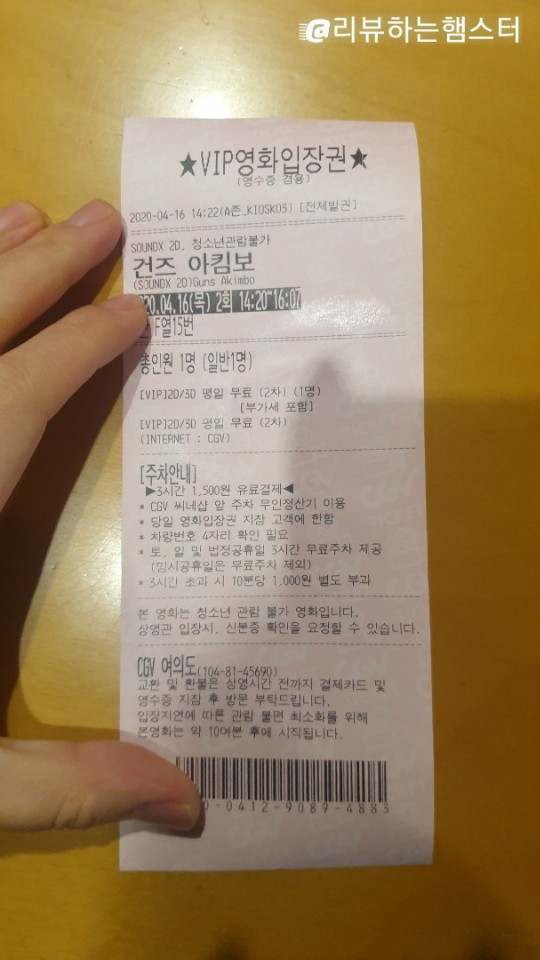 @리뷰하는햄스터
★VIP영화입장권★
(영수증 겸용)
2020-04-16 14:22(A존_KIOSK03) [전체발권]
SOUNDX 2D, 청소년관람불가
건즈 아킴보
(SOUNDX 2D)Guns Akimbo
020.04.16(목) 2회 14:20~16:07
F열15번
총인원 1명 (일반1명)
[VIP]2D/3D 평일 무료 (2차) (1명)
[부가세 포함]
[VIP]2D/3D 평일 무료 (2차)
(INTERNET : CGV)
[주차안내]
▶3시간 1,500원 유료결제◀
* CGV 씨네샵 앞 주차 무인정산기 이용
* 당일 영화입장권 지참 고객에 한함
* 차량번호 4자리 확인 필요
* 토, 일 및 법정공휴일 3시간 무료주차 제공
(임시공휴일은 무료주차 제외)
* 3시간 초과 시 10분당 1,000원 별도 부과
본 영화는 청소년 관람 불가 영화입니다.
상영관 입장시, 신분증 확인을 요청할 수 있습니다.
CGV 여의도(104-81-45690)
교환 및 환불은 상영시간 전까지 결제카드 및
영수증 지참 후 방문 부탁드립니다.
입장지연에 따른 관람 불편 최소화를 위해
본영화는 약 10여분 후에 시작됩니다.
0-0412-9089-4883